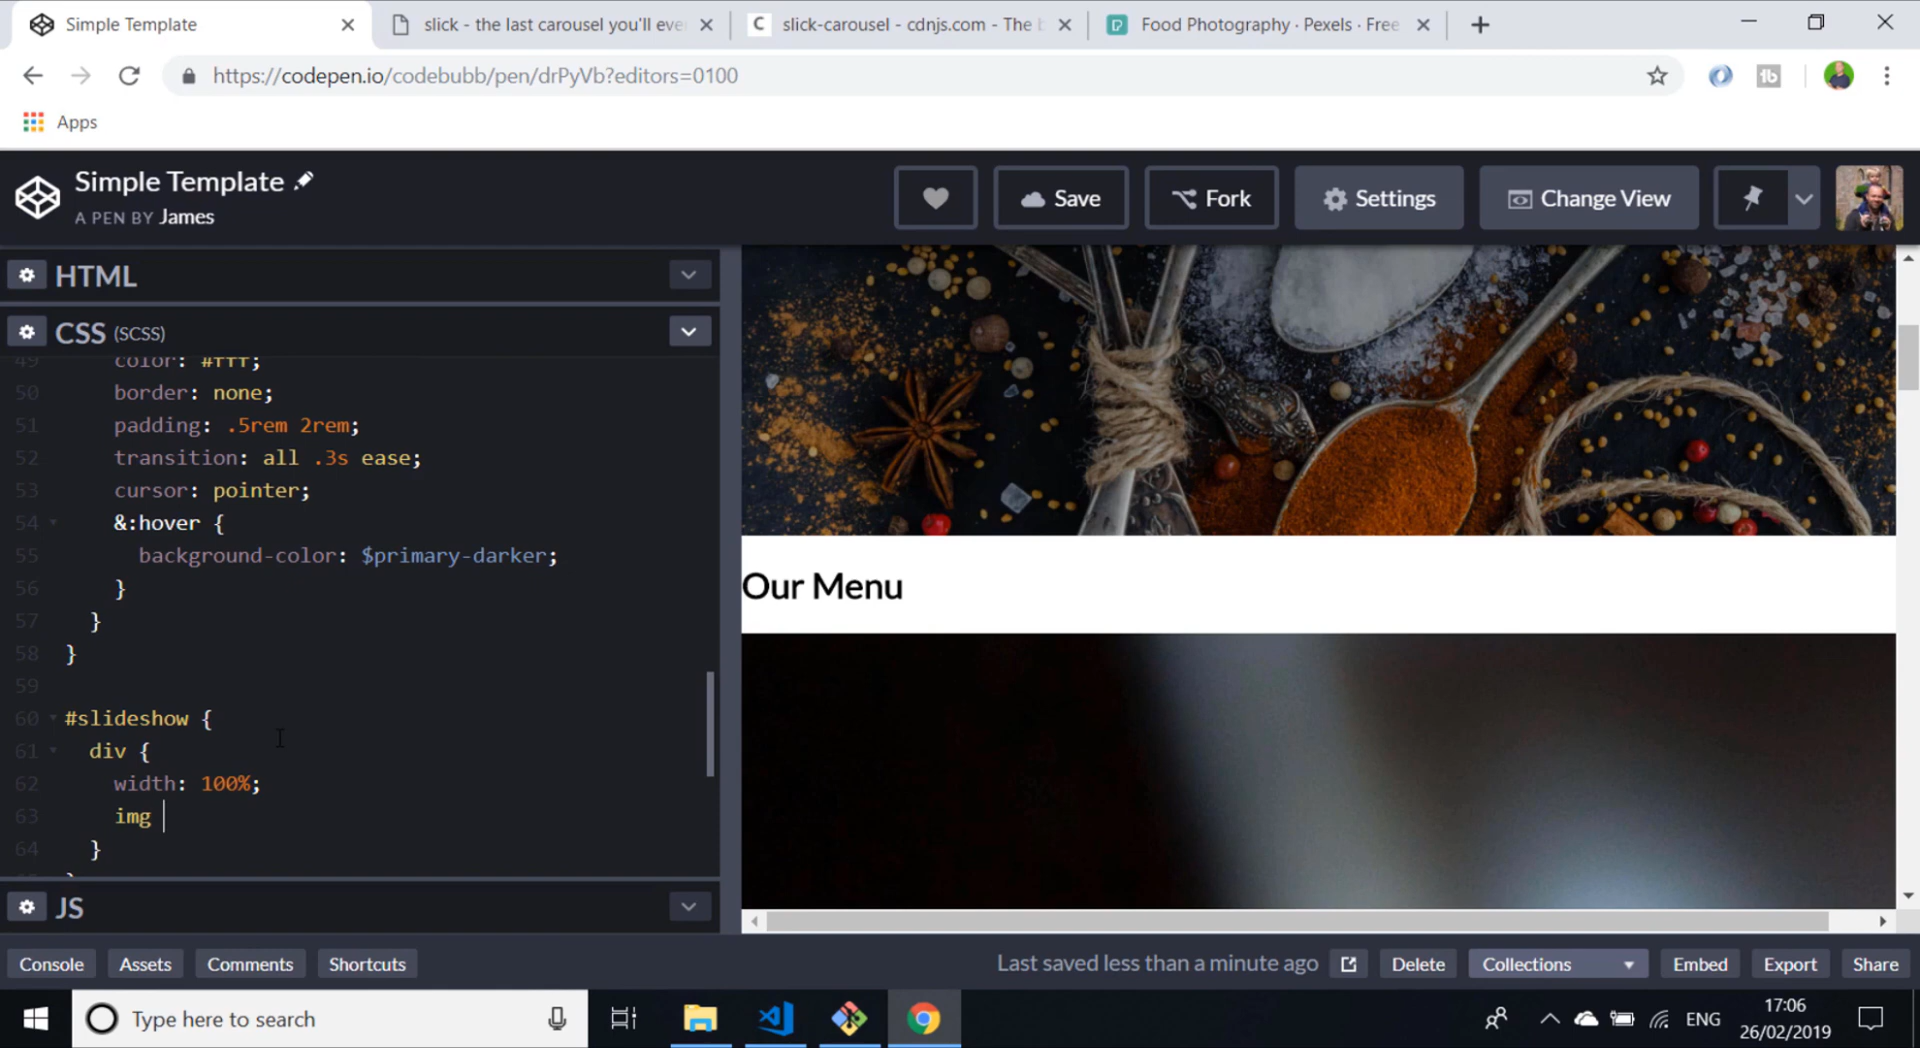 Simple Template
slick - the last carousel you'll ever
slick-carousel - cdnjs.com - The b
Food Photography · Pexels · Free
https://codepen.io/codebubb/pen/drPyVb?editors=0100
Apps
Simple Template
A PEN BY James
Save
Fork
Settings
Change View
HTML
CSS (SCSS)
49 color: #fff;
50 border: none;
51 padding: .5rem 2rem;
52 transition: all .3s ease;
53 cursor: pointer;
54 &:hover {
55 background-color: $primary-darker;
56 }
57 }
58 }
59
60 #slideshow {
61 div {
62 width: 100%;
63 img
64 }
Our Menu
JS
Console
Assets
Comments
Shortcuts
Last saved less than a minute ago
Delete
Collections
Embed
Export
Share
Type here to search
ENG
17:06
26/02/2019